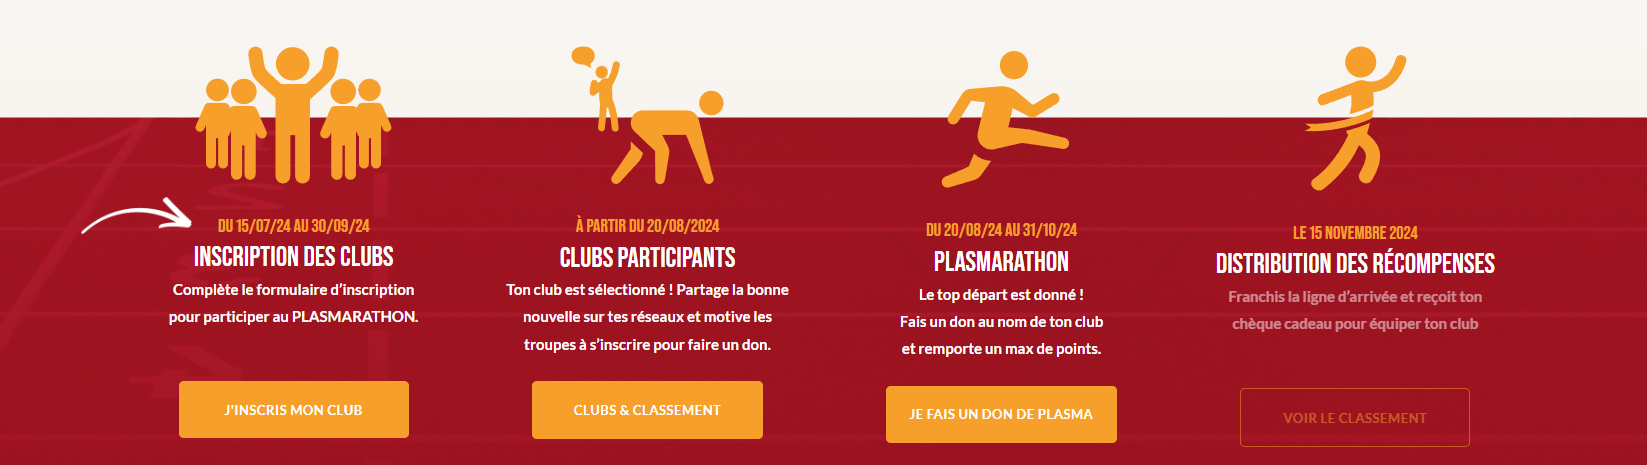 DU 15/07/24 AU 30/09/24
INSCRIPTION DES CLUBS
Complète le formulaire d’inscription
pour participer au PLASMARATHON.
J'INSCRIS MON CLUB
À PARTIR DU 20/08/2024
CLUBS PARTICIPANTS
Ton club est sélectionné ! Partage la bonne
nouvelle sur tes réseaux et motive les
troupes à s’inscrire pour faire un don.
CLUBS & CLASSEMENT
DU 20/08/24 AU 31/10/24
PLASMARATHON
Le top départ est donné !
Fais un don au nom de ton club
et remporte un max de points.
JE FAIS UN DON DE PLASMA
LE 15 NOVEMBRE 2024
DISTRIBUTION DES RÉCOMPENSES
Franchis la ligne d’arrivée et reçoit ton
chèque cadeau pour équiper ton club
VOIR LE CLASSEMENT